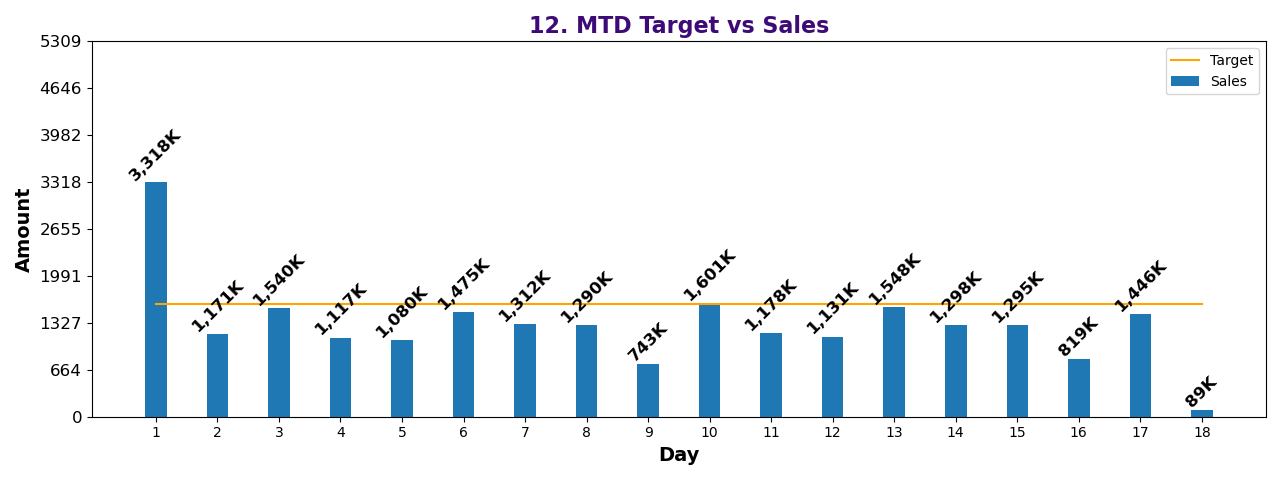 12. MTD Target vs Sales
5309
4646
3982
3318
2655
1991
1327
664
0
Amount
Target
Sales
3,318K
1,171K
1,540K
1,117K
1,080K
1,475K
1,312K
1,290K
743K
1,601K
1,178K
1,131K
1,548K
1,298K
1,295K
819K
1,446K
89K
1 2 3 4 5 6 7 8 9 10 11 12 13 14 15 16 17 18
Day